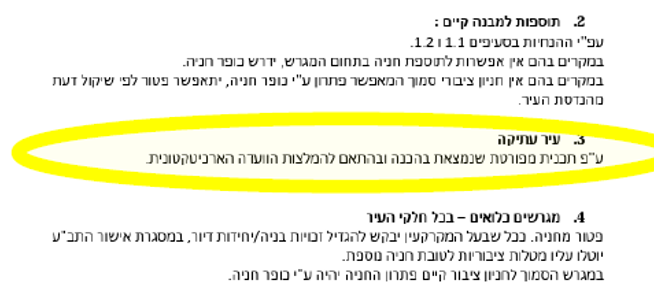 2. תוספות למבנה קיים :
עפ"י ההנחיות בסעיפים 1.1 ו 1.2.
במקרים בהם אין אפשרות לתוספת חניה בתחום המגרש, ידרש כופר חניה.
במקרים בהם אין חניון ציבורי סמוך המאפשר פתרון ע"י כופר חניה, יתאפשר פטור לפי שיקול דעת
מהנדסת העיר.
3. עיר עתיקה
ע"פ תכנית מפורטת שנמצאת בהכנה ובהתאם להמלצות הוועדה הארכיטקטונית.
4. מגרשים כלואים – בכל חלקי העיר
פטור מחניה. ככל שבעל המקרקעין יבקש להגדיל זכויות בניה/יחידות דיור, במסגרת אישור התב"ע
יוטלו עליו מטלות ציבוריות לטובת חניה נוספת.
במגרש הסמוך לחניון ציבור קיים פתרון החניה יהיה ע"י כופר חניה.